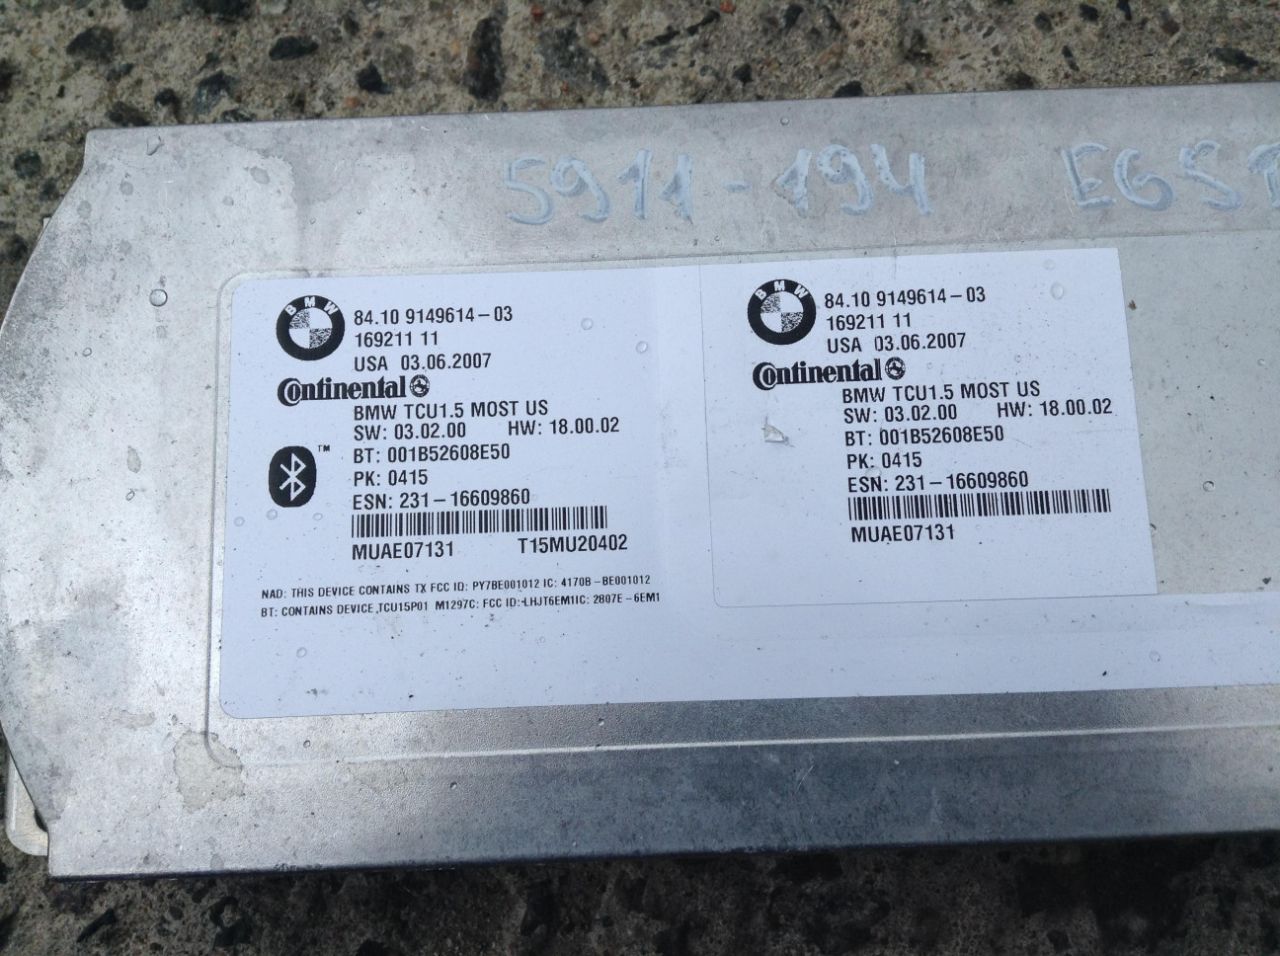 5911-194 EGS
BMW
84.10 9149614-03
169211 11
USA 03.06.2007
Continental
BMW TCU1.5 MOST US
SW: 03.02.00 HW: 18.00.02
BT: 001B52608E50
™
PK: 0415
ESN: 231-16609860
MUAE07131 T15MU20402
NAD: THIS DEVICE CONTAINS TX FCC ID: PY7BE001012 IC: 4170B-BE001012
BT: CONTAINS DEVICE,TCU15P01 M1297C: FCC ID:LHJT6EM1IC: 2807E-6EM1
BMW
84.10 9149614-03
169211 11
USA 03.06.2007
Continental
BMW TCU1.5 MOST US
SW: 03.02.00 HW: 18.00.02
BT: 001B52608E50
PK: 0415
ESN: 231-16609860
MUAE07131